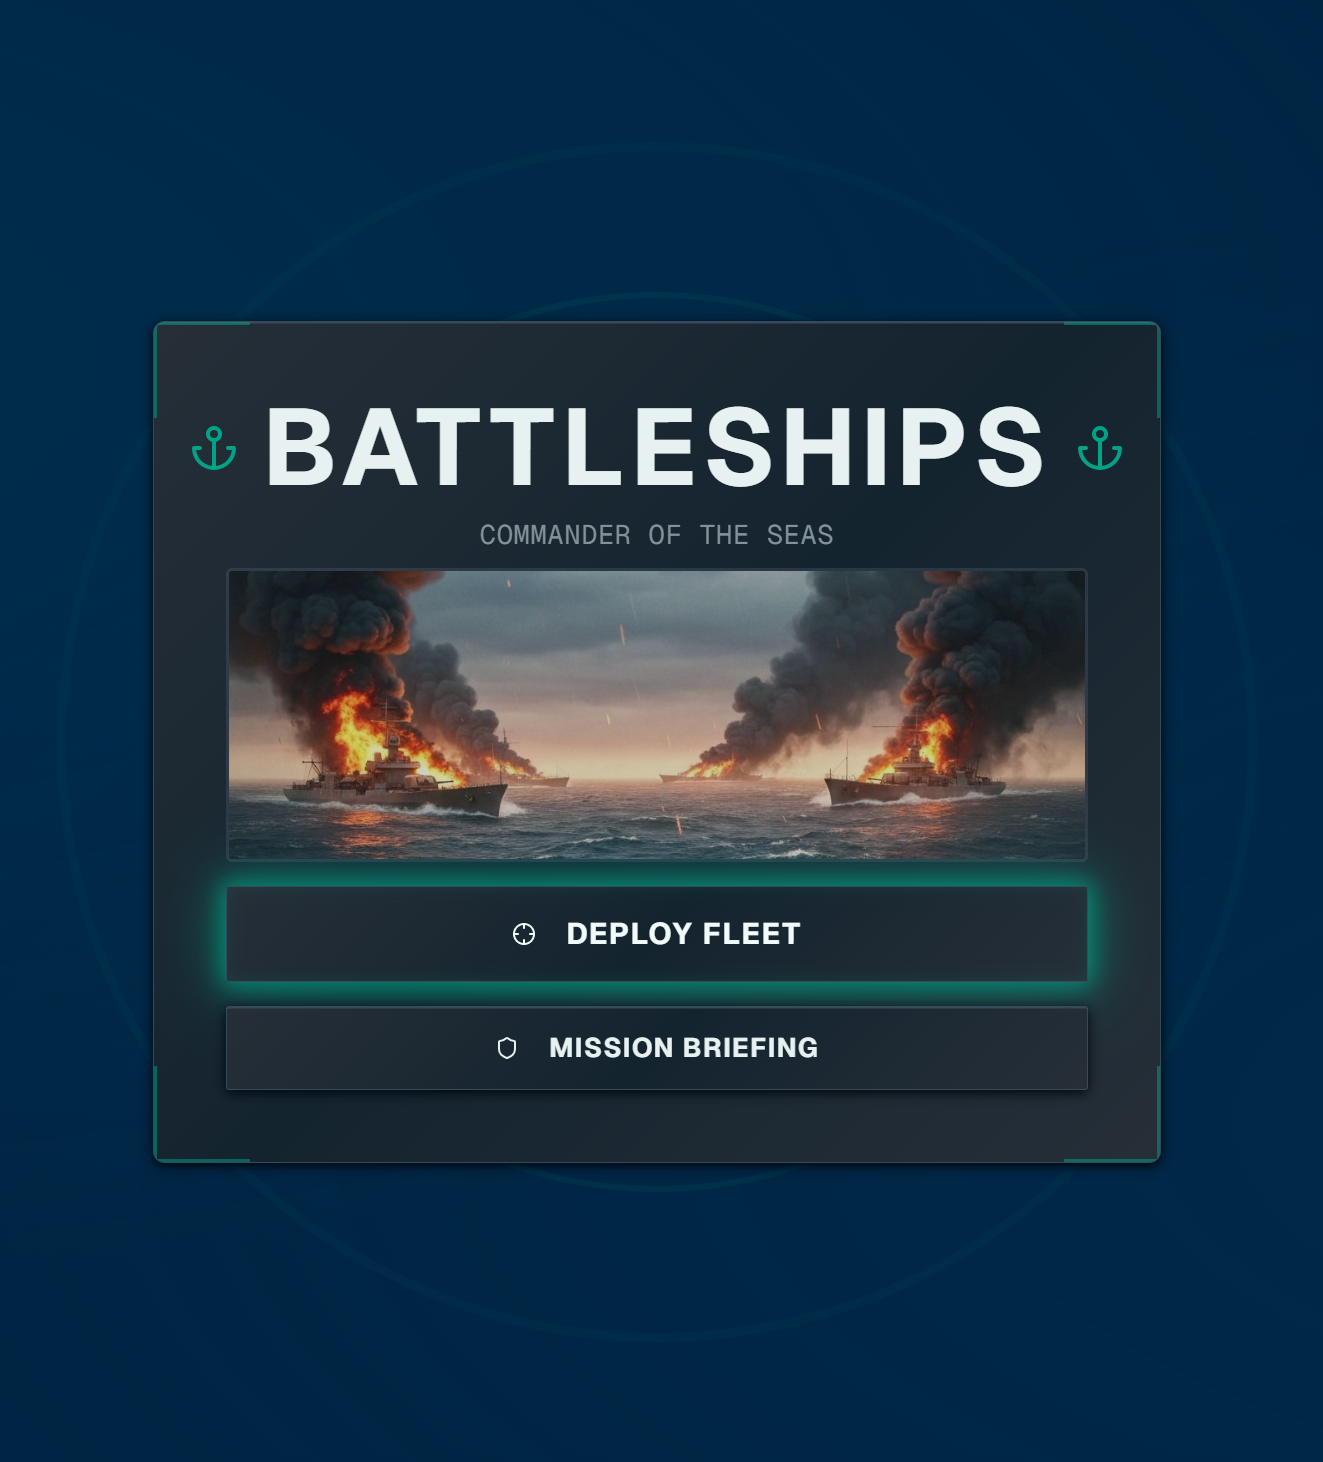 BATTLESHIPS
COMMANDER OF THE SEAS
DEPLOY FLEET
MISSION BRIEFING